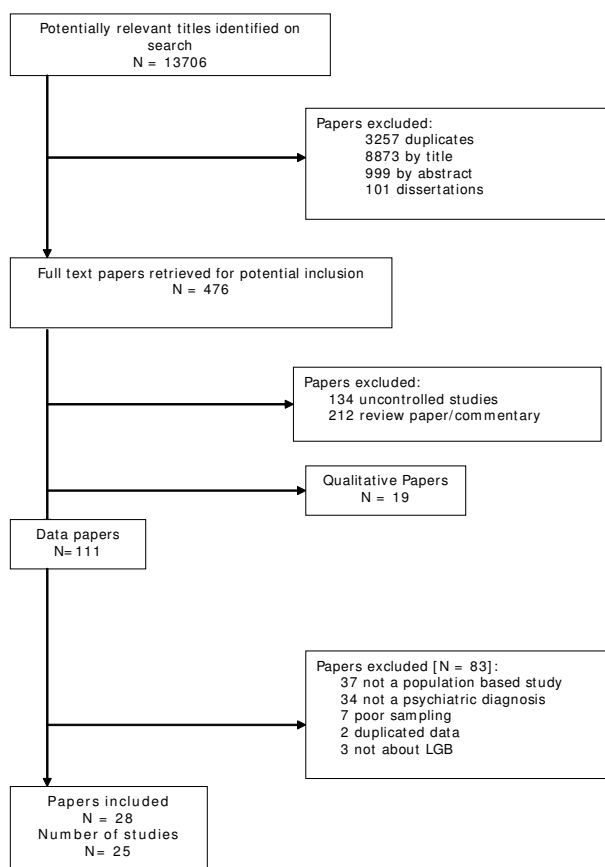 Potentially relevant titles identified on
search
N = 13706
Papers excluded:
3257 duplicates
8873 by title
999 by abstract
101 dissertations
Full text papers retrieved for potential inclusion
N = 476
Papers excluded:
134 uncontrolled studies
212 review paper/commentary
Qualitative Papers
N = 19
Data papers
N=111
Papers excluded [N = 83]:
37 not a population based study
34 not a psychiatric diagnosis
7 poor sampling
2 duplicated data
3 not about LGB
Papers included
N = 28
Number of studies
N= 25